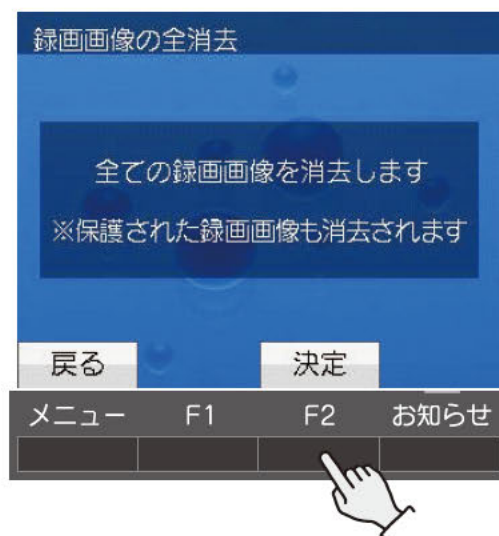 録画画像の全消去
全ての録画画像を消去します
※保護された録画画像も消去されます
戻る 決定
メニュー F1 F2 お知らせ